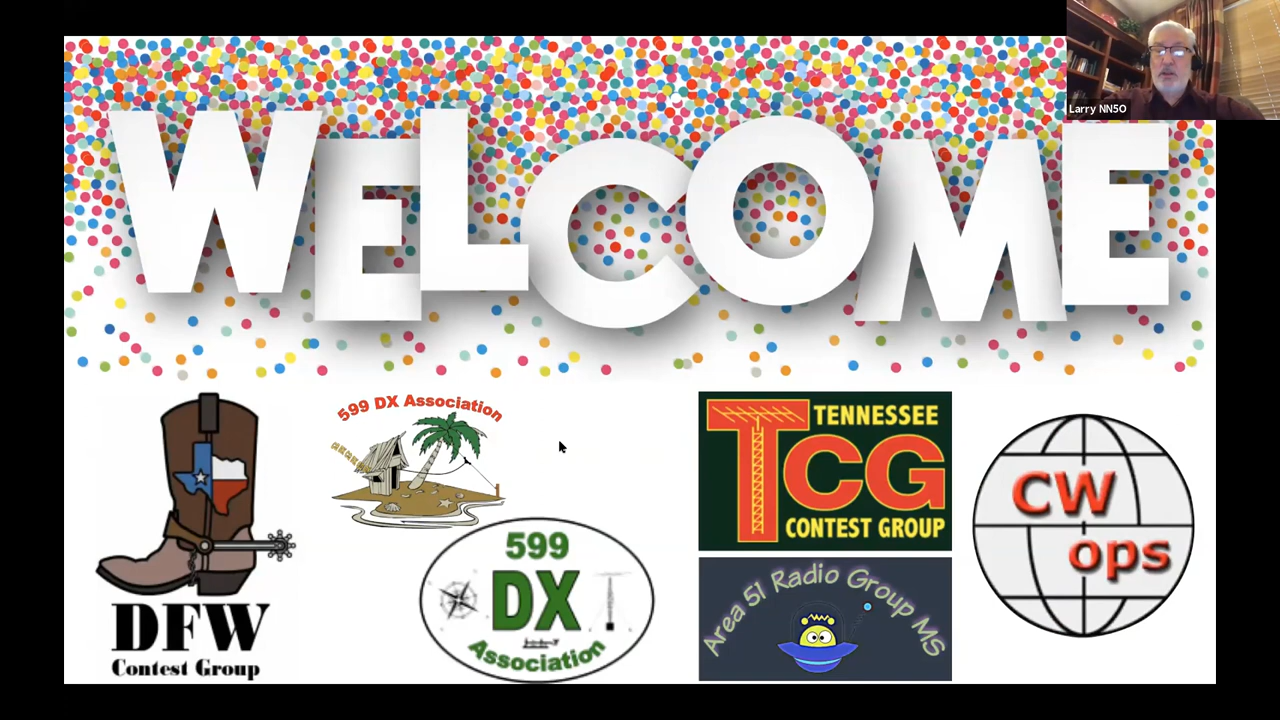 Larry NN5O
WELCOME
DFW
Contest Group
599 DX Association
599
DX
Association
TENNESSEE
TCG
CONTEST GROUP
Area 51 Radio Group MS
CW
ops